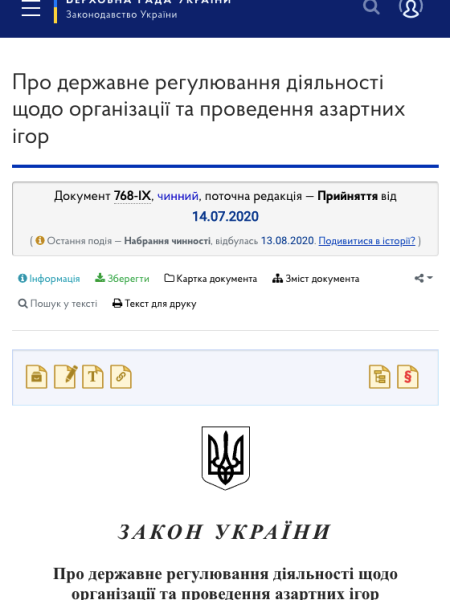 ВЕРХОВНА РАДА УКРАЇНИ
Законодавство України
Про державне регулювання діяльності
щодо організації та проведення азартних
ігор
Документ 768-IX, чинний, поточна редакція — Прийняття від
14.07.2020
( Остання подія — Набрання чинності, відбулась 13.08.2020. Подивитися в історії? )
Інформація Зберегти Картка документа Зміст документа
Пошук у тексті Текст для друку
ЗАКОН УКРАЇНИ
Про державне регулювання діяльності щодо
організації та проведення азартних ігор